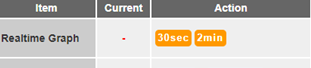 Item Current Action
Realtime Graph - 30sec 2min